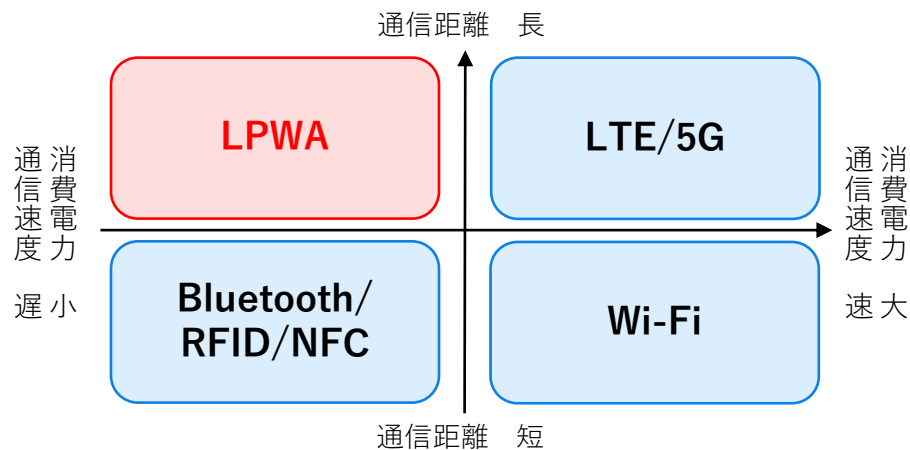 通信距離　長
LPWA
LTE/5G
消費電力　小
通信速度　遅
消費電力　大
通信速度　速
Bluetooth/
RFID/NFC
Wi-Fi
通信距離　短